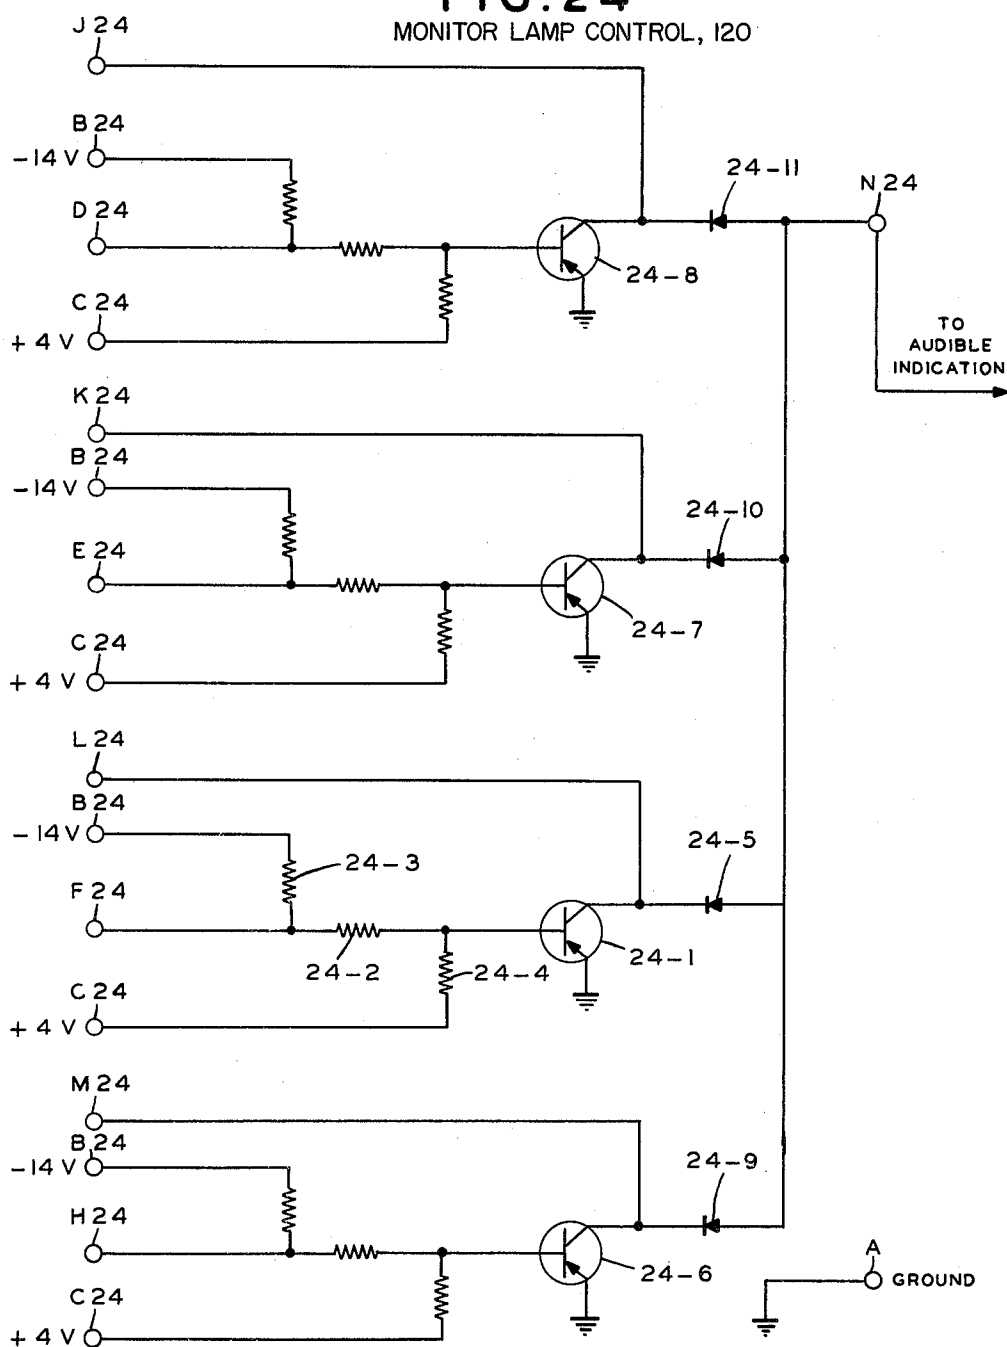 FIG. 24
MONITOR LAMP CONTROL, 120
J24
B24
-14 V
D24
C24
+ 4 V
24-11
N24
24-8
TO
AUDIBLE
INDICATION
K24
B24
-14 V
E24
C24
+ 4 V
24-10
24-7
L24
B24
- 14 V
F24
C24
+ 4 V
24-3
24-2
24-4
24-5
24-1
M24
B24
-14 V
H24
C24
+ 4 V
24-9
24-6
A
GROUND